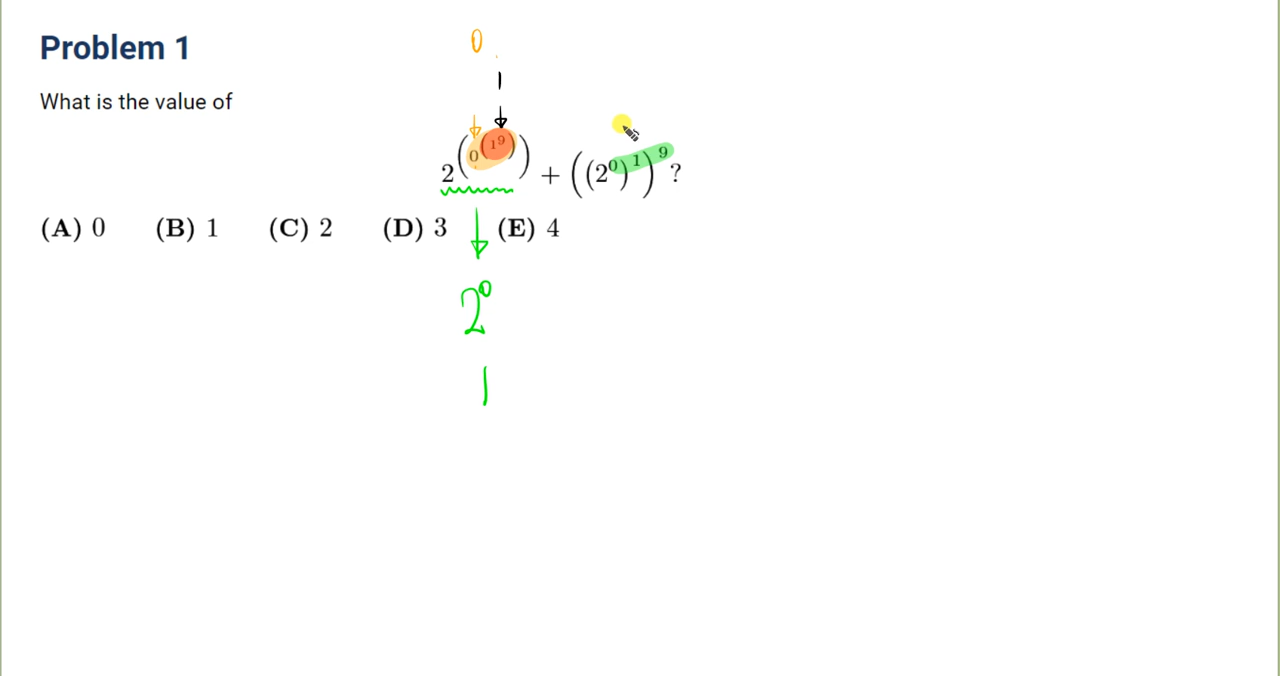 Problem 1
0
1
What is the value of
2^(0^(1^9)) + ((2^0)^1)^9 ?
(A) 0 (B) 1 (C) 2 (D) 3 (E) 4
2^0
1